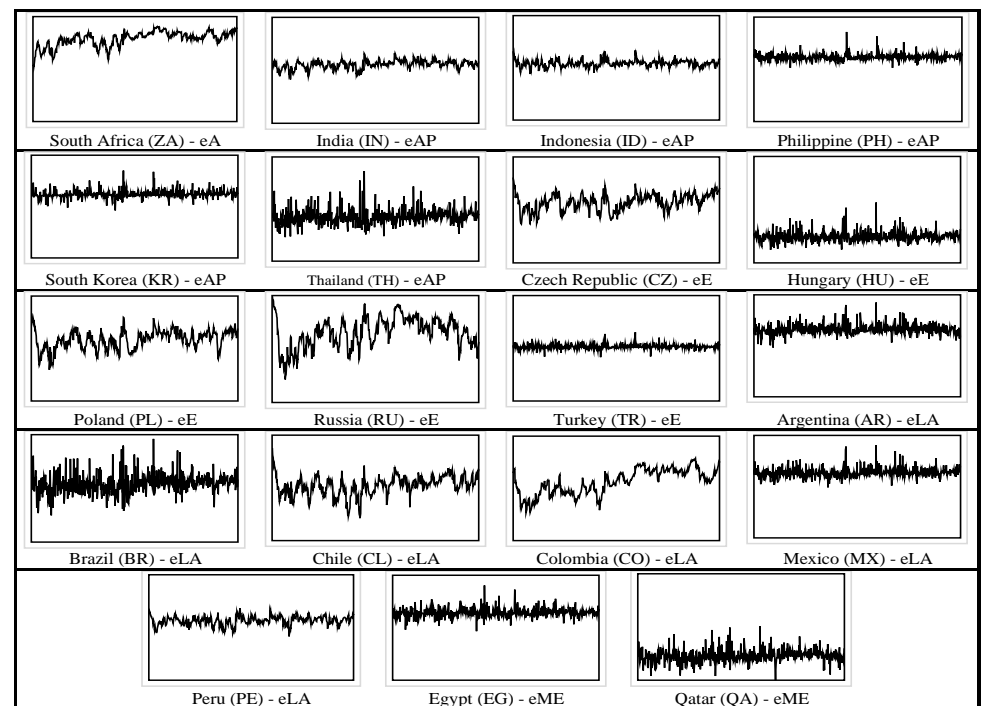 South Africa (ZA) - eA
India (IN) - eAP
Indonesia (ID) - eAP
Philippine (PH) - eAP
South Korea (KR) - eAP
Thailand (TH) - eAP
Czech Republic (CZ) - eE
Hungary (HU) - eE
Poland (PL) - eE
Russia (RU) - eE
Turkey (TR) - eE
Argentina (AR) - eLA
Brazil (BR) - eLA
Chile (CL) - eLA
Colombia (CO) - eLA
Mexico (MX) - eLA
Peru (PE) - eLA
Egypt (EG) - eME
Qatar (QA) - eME